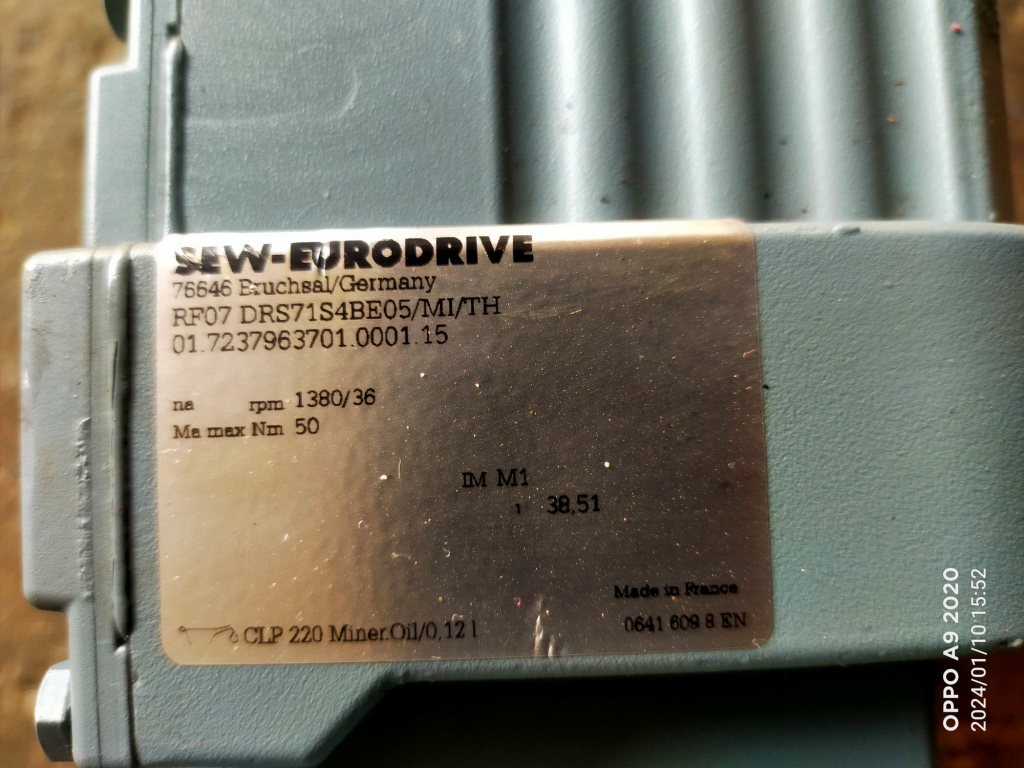 SEW-EURODRIVE
76646 Bruchsal/Germany
RF07 DRS71S4BE05/MI/TH
01.7237963701.0001.15
na rpm 1380/36
Ma max Nm 50
IM M1
i 38,51
Made in France
CLP 220 Miner.Oil/0,12 l
0641 609 8 EN
OPPO A9 2020
2024/01/10 15:52